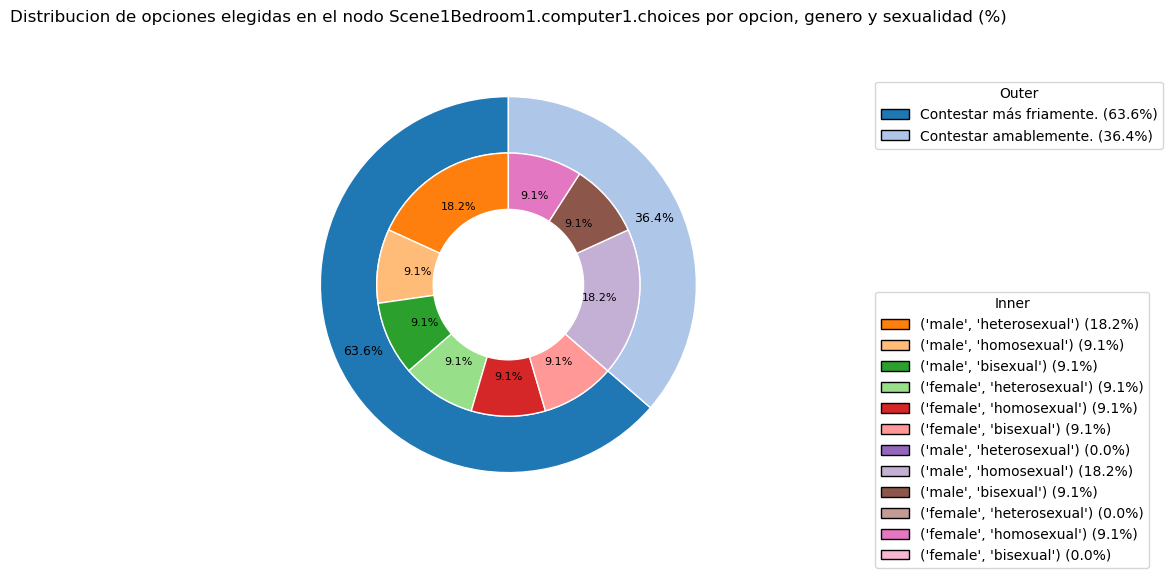 Distribucion de opciones elegidas en el nodo Scene1Bedroom1.computer1.choices por opcion, genero y sexualidad (%)
Outer
Contestar más friamente. (63.6%)
Contestar amablemente. (36.4%)
9.1%
18.2%
9.1%
36.4%
9.1%
18.2%
9.1%
63.6%
9.1%
9.1%
9.1%
Inner
('male', 'heterosexual') (18.2%)
('male', 'homosexual') (9.1%)
('male', 'bisexual') (9.1%)
('female', 'heterosexual') (9.1%)
('female', 'homosexual') (9.1%)
('female', 'bisexual') (9.1%)
('male', 'heterosexual') (0.0%)
('male', 'homosexual') (18.2%)
('male', 'bisexual') (9.1%)
('female', 'heterosexual') (0.0%)
('female', 'homosexual') (9.1%)
('female', 'bisexual') (0.0%)